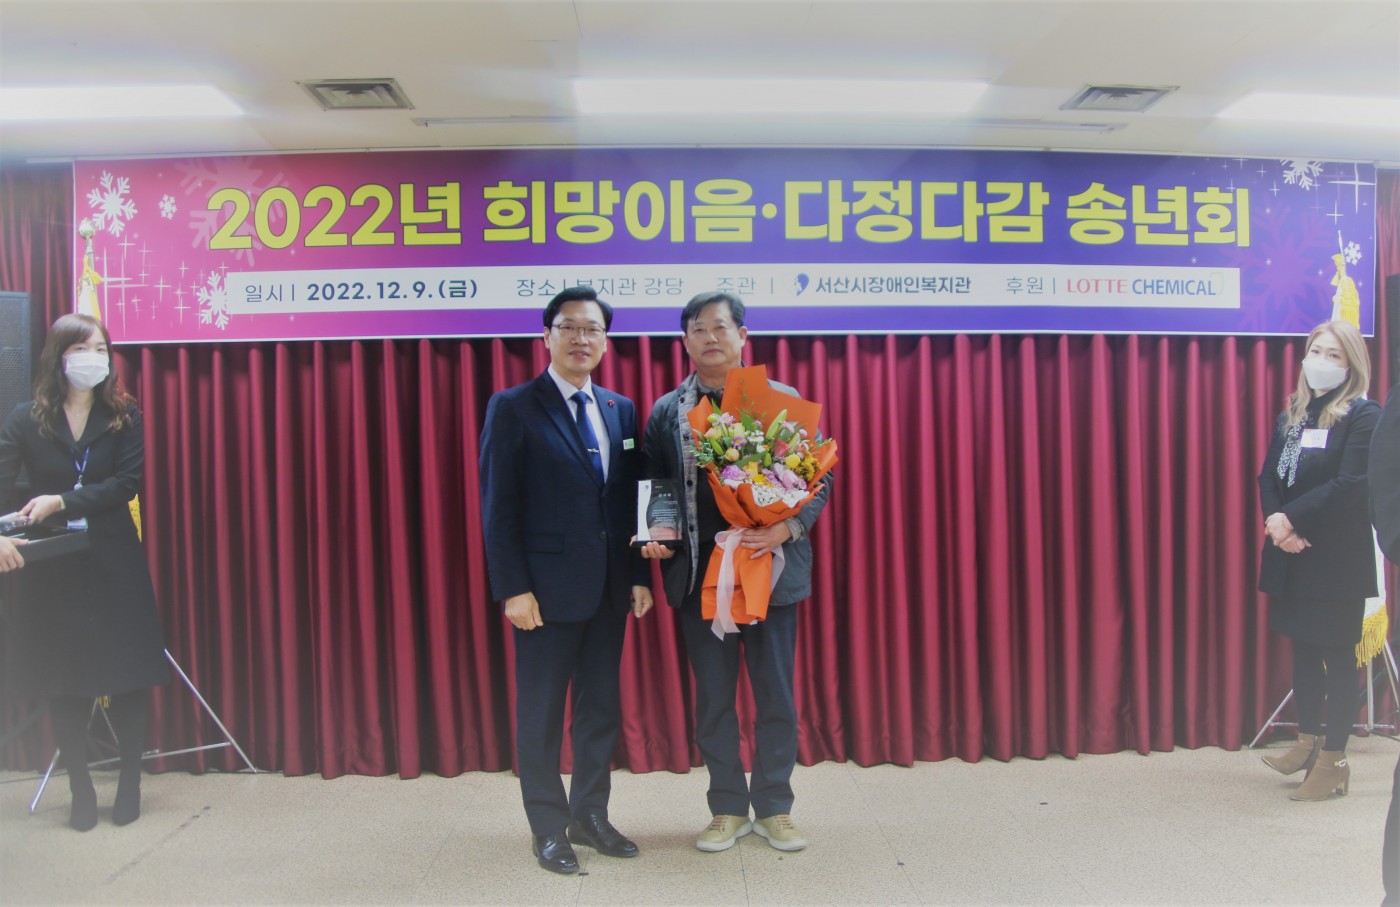 2022년 희망이음·다정다감 송년회
일시 | 2022.12.9.(금) 장소 | 복지관 강당 주관 | 서산시장애인복지관 후원 | LOTTE CHEMICAL